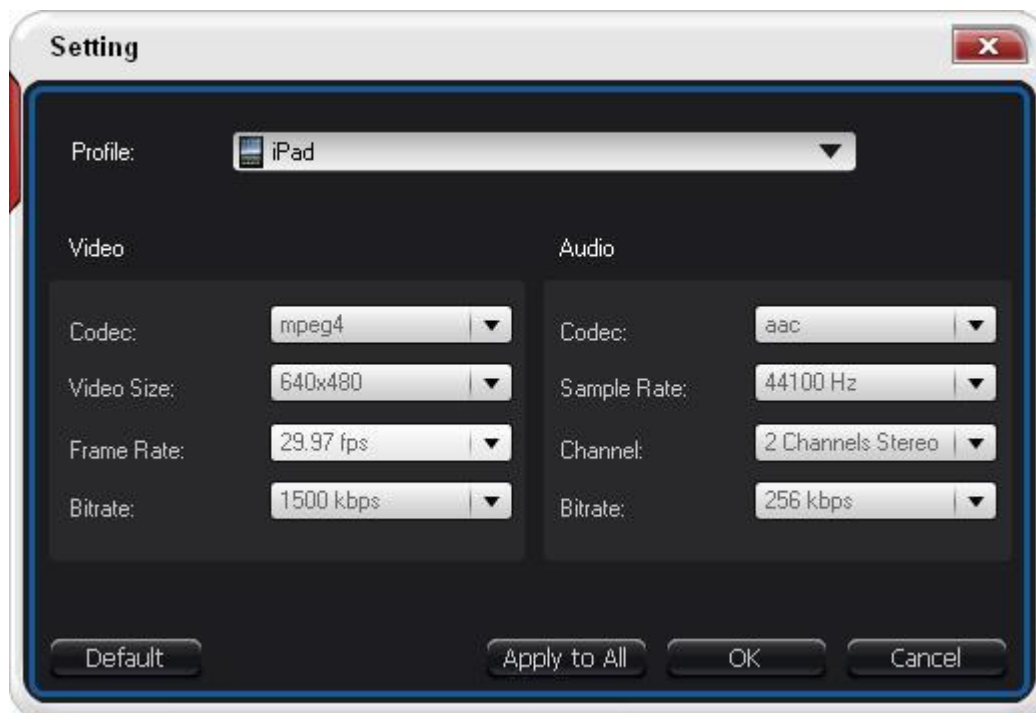 Setting
Profile: iPad
Video
Codec: mpeg4
Video Size: 640x480
Frame Rate: 29.97 fps
Bitrate: 1500 kbps
Audio
Codec: aac
Sample Rate: 44100 Hz
Channel: 2 Channels Stereo
Bitrate: 256 kbps
Default Apply to All OK Cancel